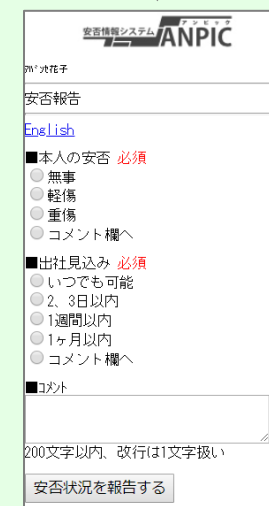 アンピック
安否情報システム ANPIC
ｱﾝﾋﾟｯｸ花子
安否報告
English
■本人の安否 必須
無事
軽傷
重傷
コメント欄へ
■出社見込み 必須
いつでも可能
2、3日以内
1週間以内
1ヶ月以内
コメント欄へ
■ｺﾒﾝﾄ
200文字以内、改行は1文字扱い
安否状況を報告する